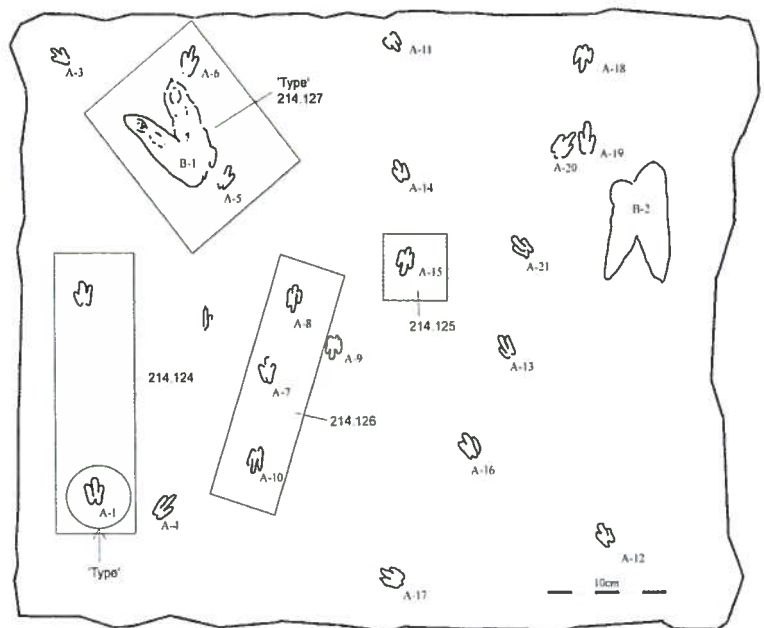 A-3
A-6
A-11
A-18
'Type'
214.127
B-1
A-5
A-14
A-19
A-20
B-2
A-15
A-21
214.125
A-8
A-9
A-13
214.124
A-7
214.126
A-10
A-16
A-1
A-4
A-12
'Type'
A-17
10cm